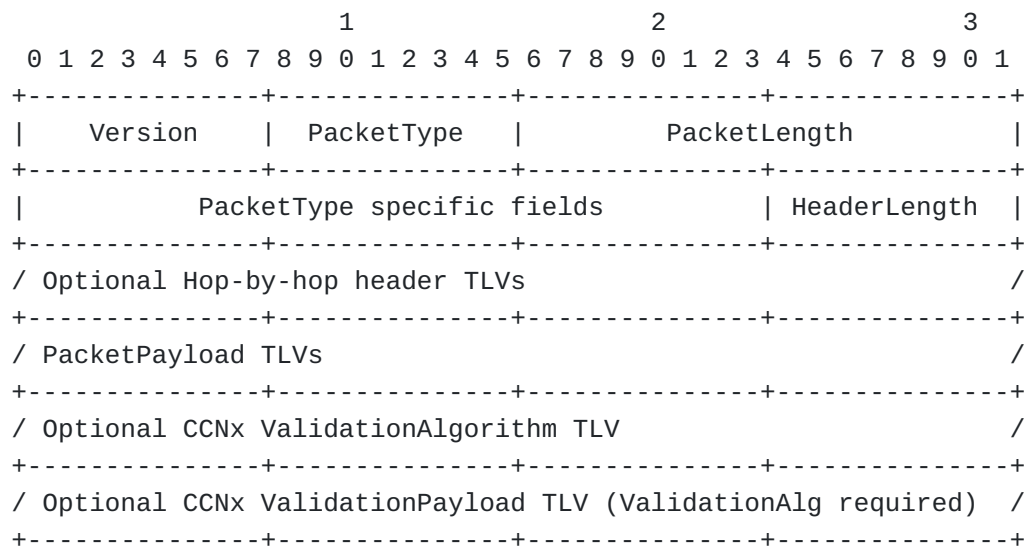 1                   2                   3
 0 1 2 3 4 5 6 7 8 9 0 1 2 3 4 5 6 7 8 9 0 1 2 3 4 5 6 7 8 9 0 1
+---------------+---------------+---------------+---------------+
|    Version    |  PacketType   |         PacketLength          |
+---------------+---------------+---------------+---------------+
|           PacketType specific fields          | HeaderLength  |
+---------------+---------------+---------------+---------------+
/ Optional Hop-by-hop header TLVs                               /
+---------------+---------------+---------------+---------------+
/ PacketPayload TLVs                                            /
+---------------+---------------+---------------+---------------+
/ Optional CCNx ValidationAlgorithm TLV                         /
+---------------+---------------+---------------+---------------+
/ Optional CCNx ValidationPayload TLV (ValidationAlg required)  /
+---------------+---------------+---------------+---------------+